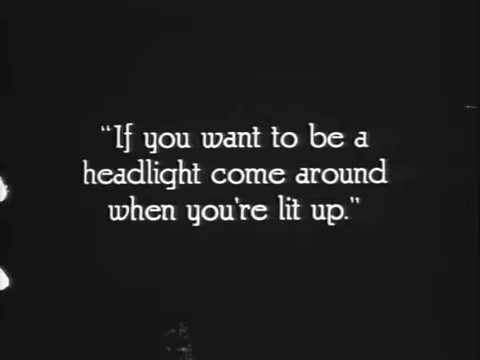 "If you want to be a
headlight come around
when you're lit up."